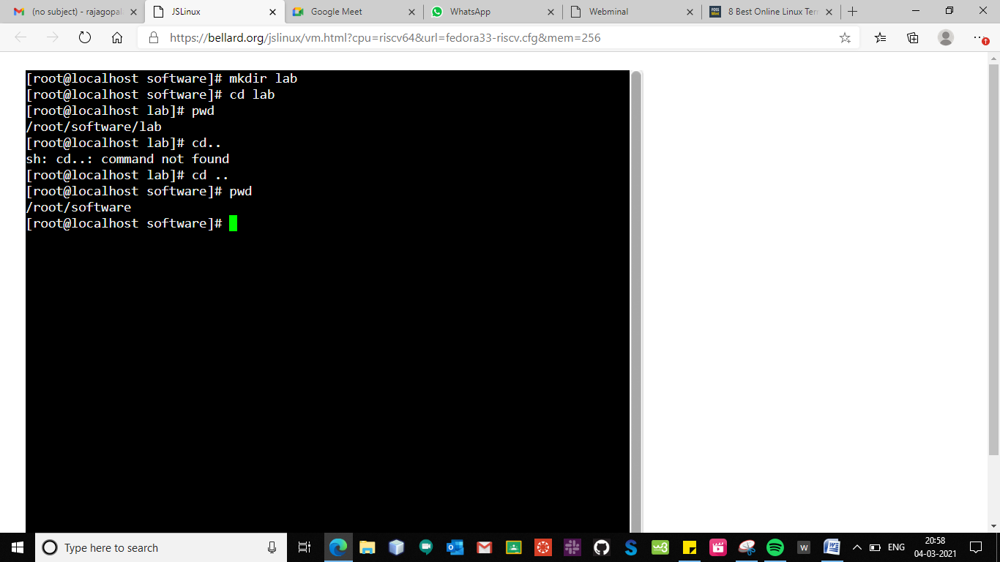 (no subject) - rajagopal
JSLinux
Google Meet
WhatsApp
Webminal
8 Best Online Linux Ter
https://bellard.org/jslinux/vm.html?cpu=riscv64&url=fedora33-riscv.cfg&mem=256
[root@localhost software]# mkdir lab
[root@localhost software]# cd lab
[root@localhost lab]# pwd
/root/software/lab
[root@localhost lab]# cd..
sh: cd..: command not found
[root@localhost lab]# cd ..
[root@localhost software]# pwd
/root/software
[root@localhost software]#
Type here to search
S
w3
W
W
ENG
20:58
04-03-2021